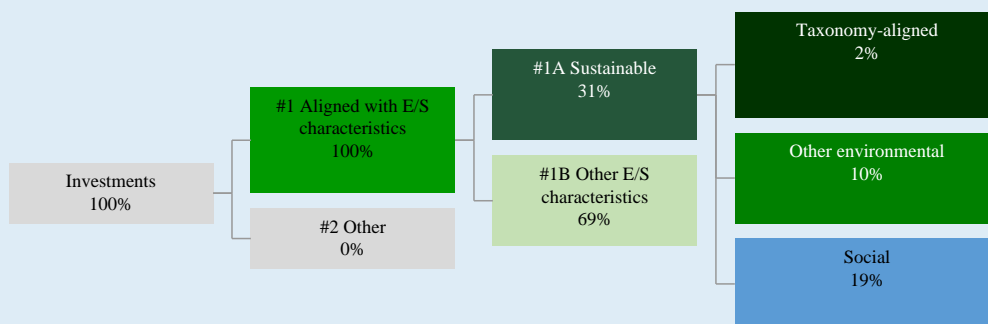 Investments
100%
#1 Aligned with E/S
characteristics
100%
#2 Other
0%
#1A Sustainable
31%
#1B Other E/S
characteristics
69%
Taxonomy-aligned
2%
Other environmental
10%
Social
19%